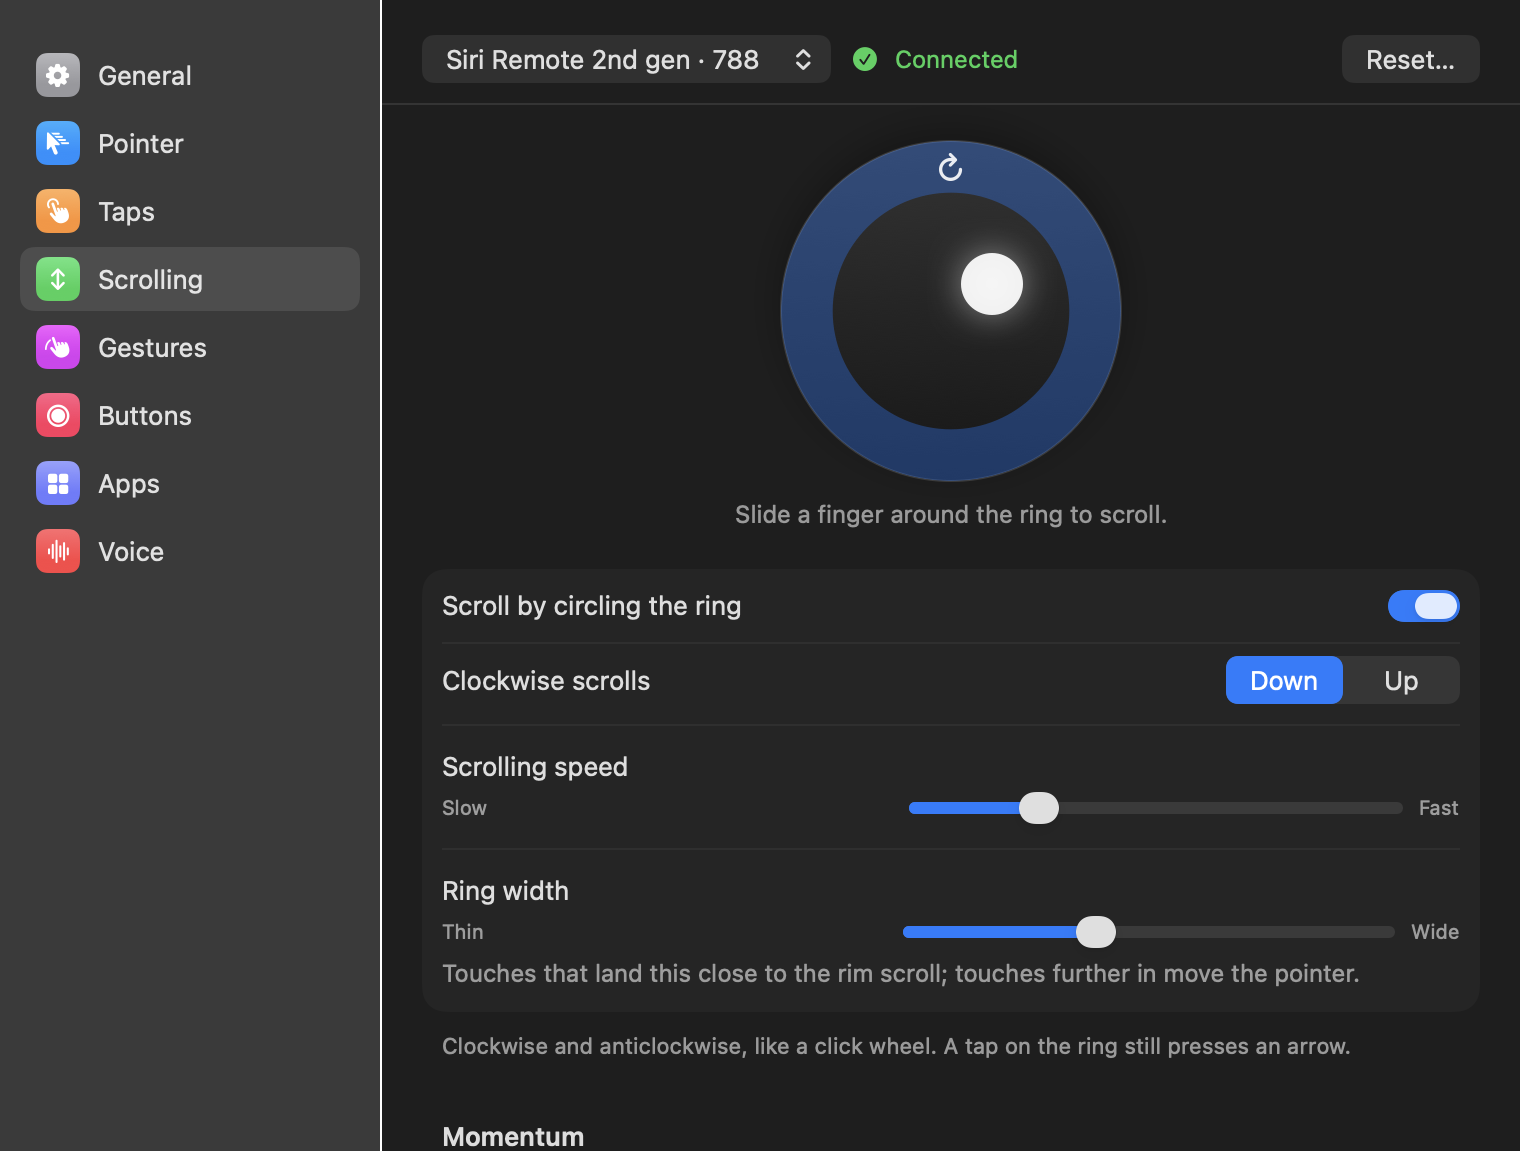 General
Pointer
Taps
Scrolling
Gestures
Buttons
Apps
Voice
Siri Remote 2nd gen · 788
Connected
Reset...
Slide a finger around the ring to scroll.
Scroll by circling the ring
Clockwise scrolls
Down
Up
Scrolling speed
Slow
Fast
Ring width
Thin
Wide
Touches that land this close to the rim scroll; touches further in move the pointer.
Clockwise and anticlockwise, like a click wheel. A tap on the ring still presses an arrow.
Momentum